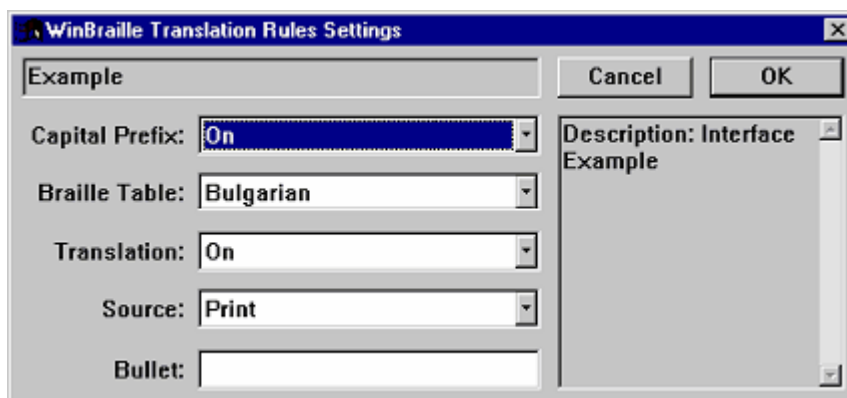 WinBraille Translation Rules Settings
Example
Cancel
OK
Capital Prefix: On
Description: Interface
Example
Braille Table: Bulgarian
Translation: On
Source: Print
Bullet: